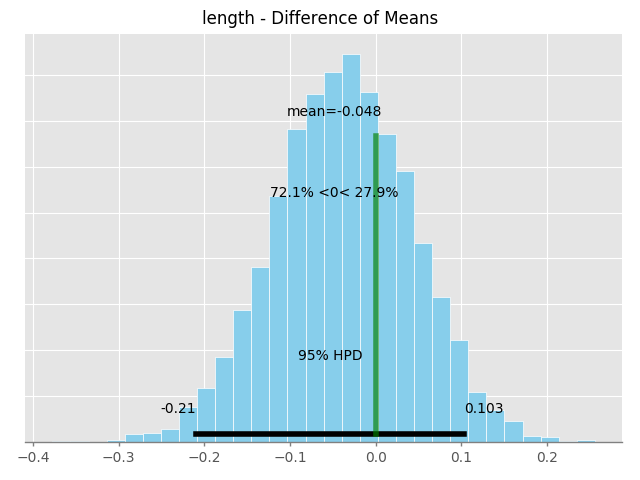 length - Difference of Means
mean=-0.048
72.1% <0< 27.9%
95% HPD
-0.21 0.103
−0.4 −0.3 −0.2 −0.1 0.0 0.1 0.2